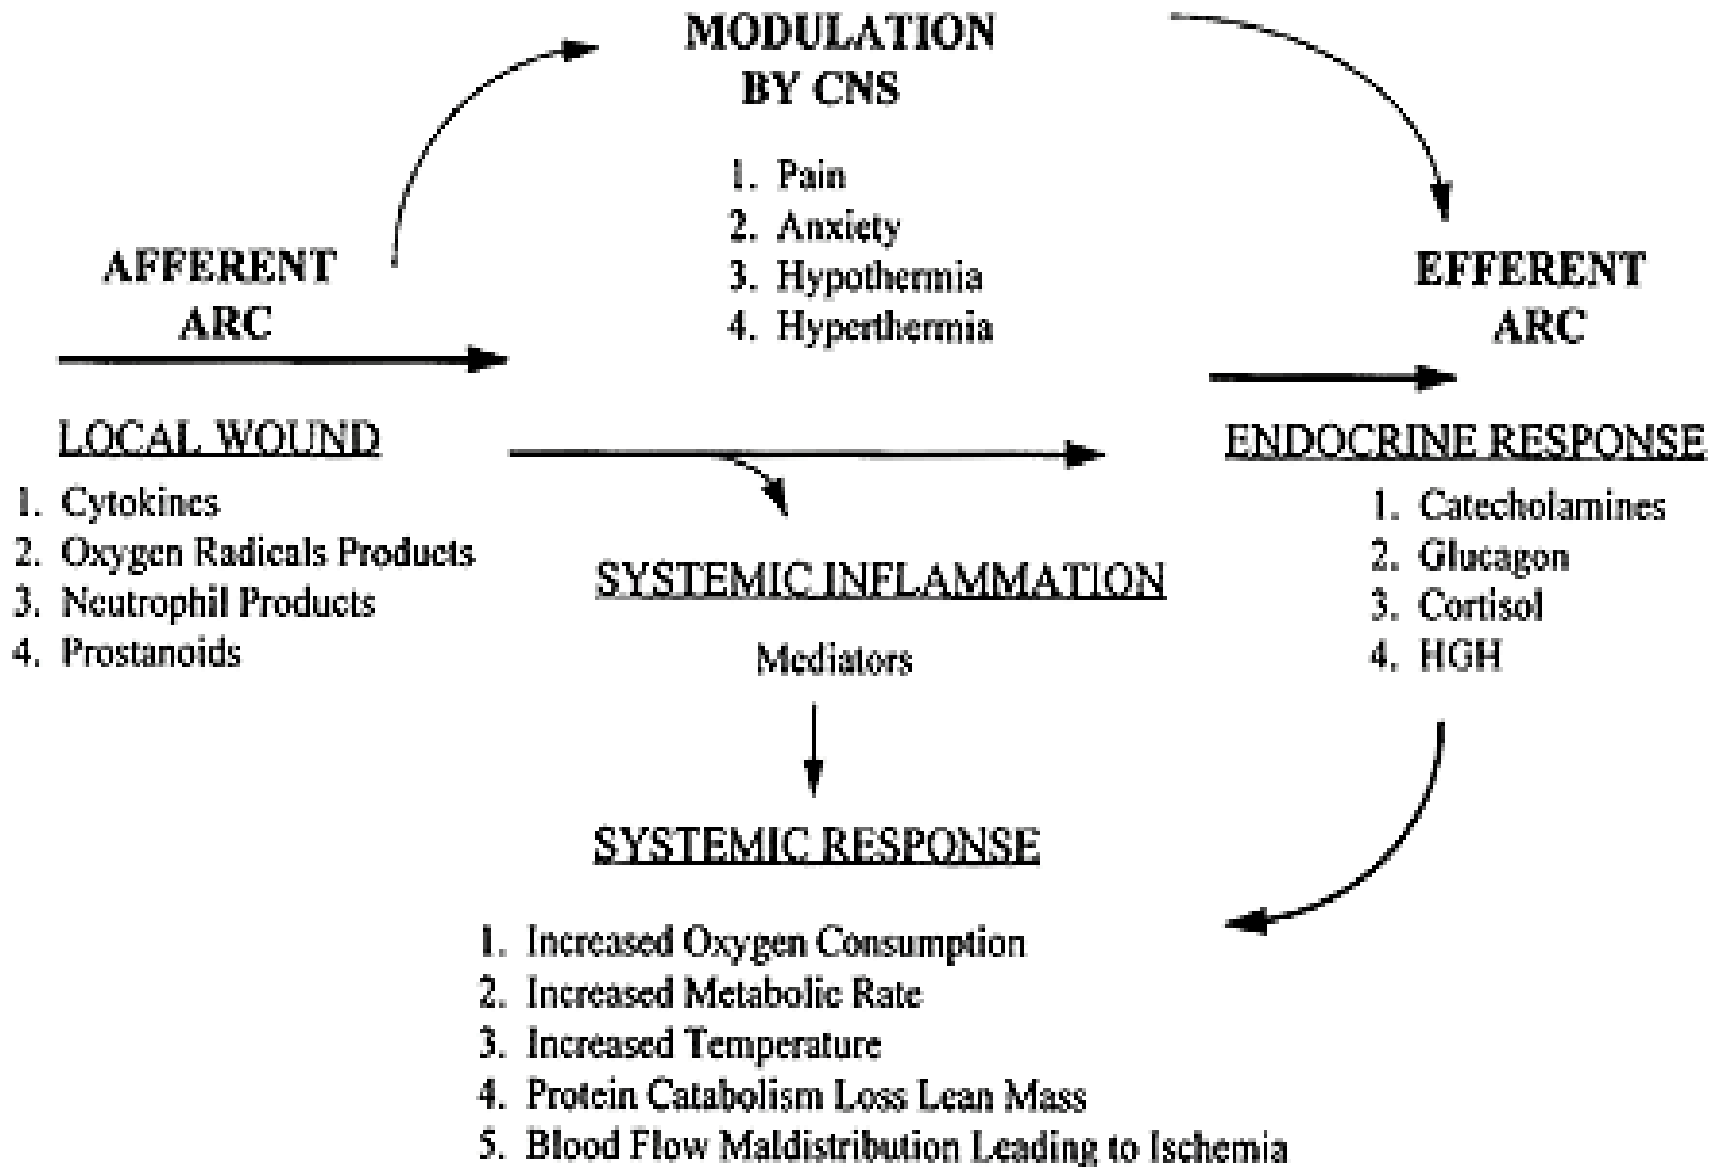 MODULATION
BY CNS
1. Pain
2. Anxiety
3. Hypothermia
4. Hyperthermia
AFFERENT
ARC
EFFERENT
ARC
LOCAL WOUND
1. Cytokines
2. Oxygen Radicals Products
3. Neutrophil Products
4. Prostanoids
ENDOCRINE RESPONSE
1. Catecholamines
2. Glucagon
3. Cortisol
4. HGH
SYSTEMIC INFLAMMATION
Mediators
SYSTEMIC RESPONSE
1. Increased Oxygen Consumption
2. Increased Metabolic Rate
3. Increased Temperature
4. Protein Catabolism Loss Lean Mass
5. Blood Flow Maldistribution Leading to Ischemia